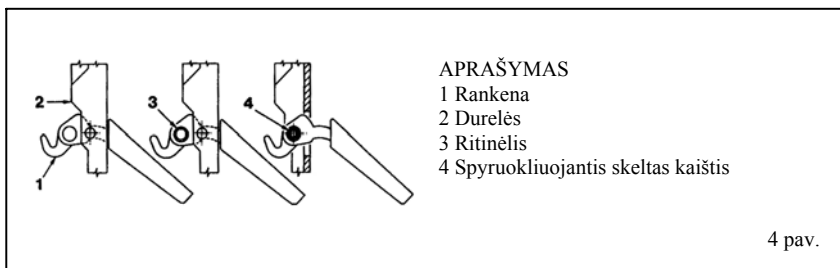 2
3
4
1
APRAŠYMAS
1 Rankena
2 Durelės
3 Ritinėlis
4 Spyruokliuojantis skeltas kaištis
4 pav.